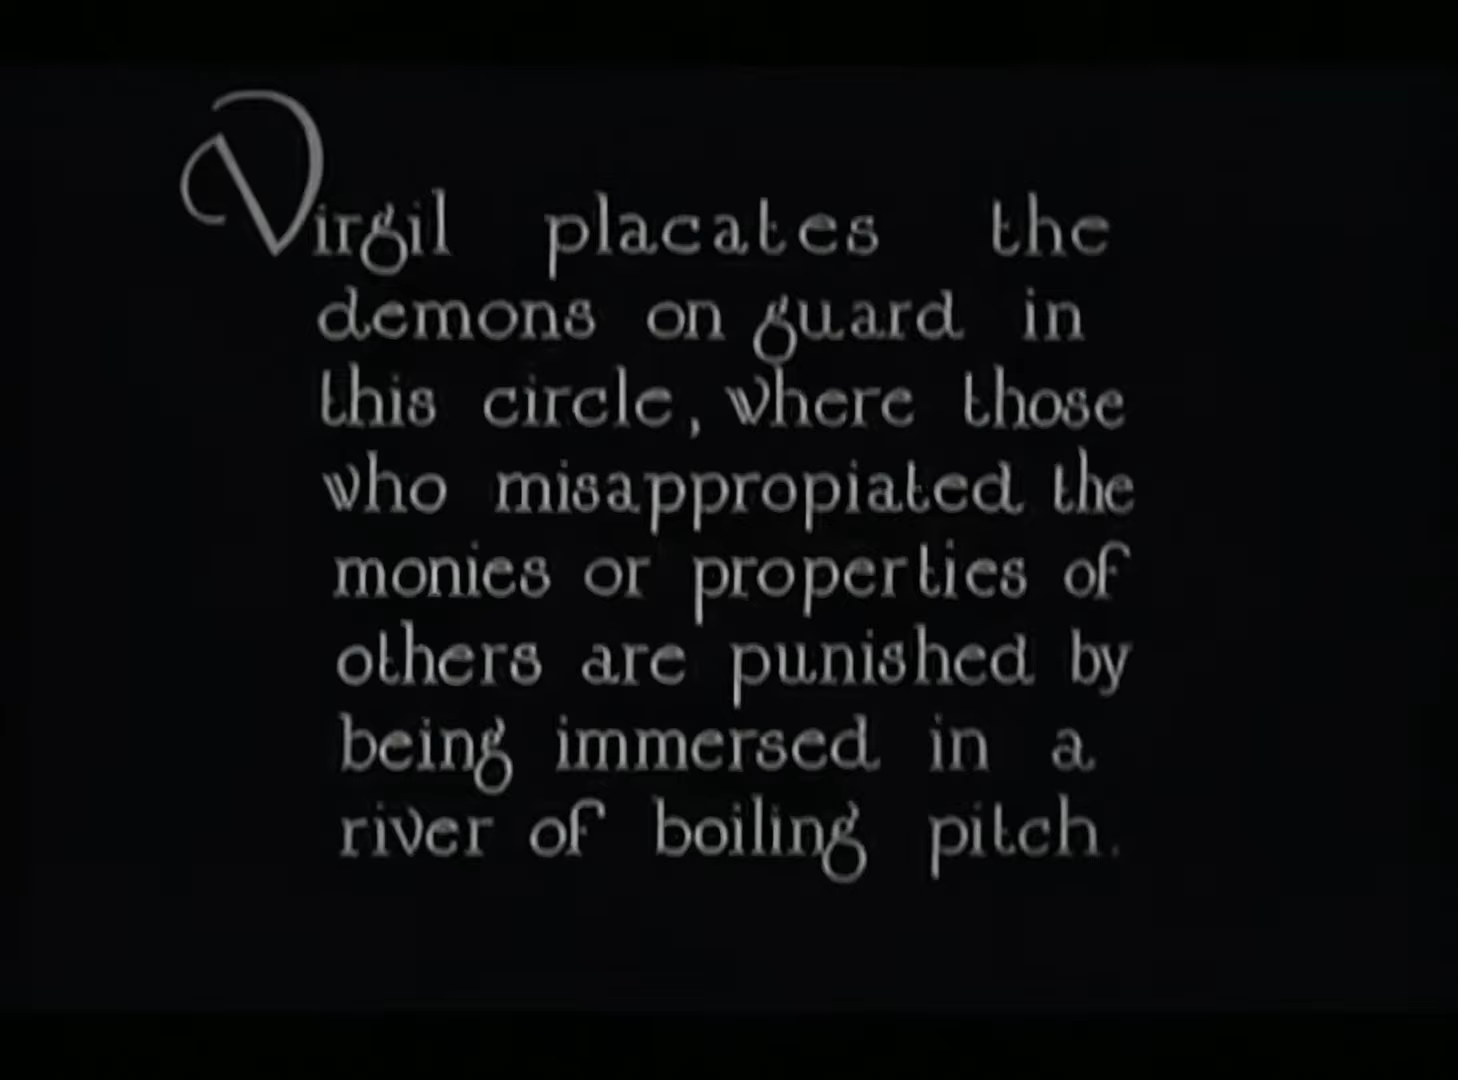 Virgil placates the
demons on guard in
this circle, where those
who misappropiated the
monies or properties of
others are punished by
being immersed in a
river of boiling pitch.